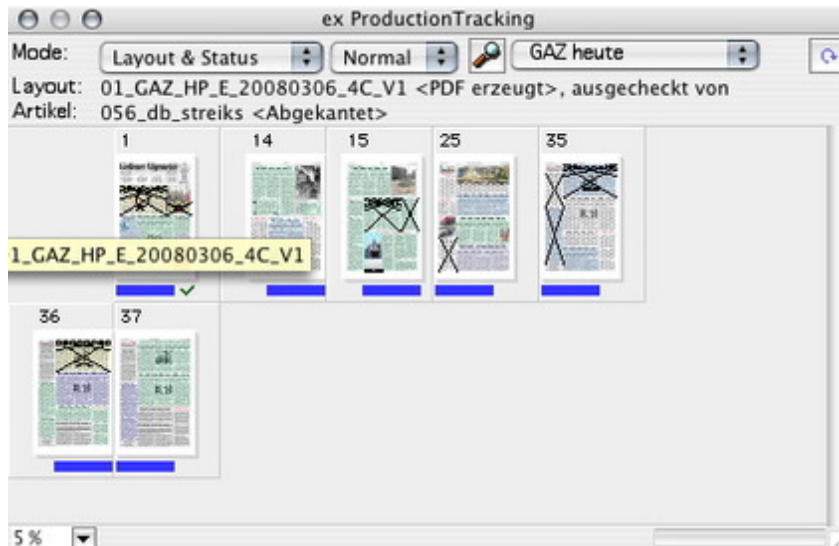 ex ProductionTracking
Mode: Layout & Status Normal GAZ heute
Layout: 01_GAZ_HP_E_20080306_4C_V1 <PDF erzeugt>, ausgecheckt von
Artikel: 056_db_streiks <Abgekantet>
1 14 15 25 35
1_GAZ_HP_E_20080306_4C_V1
36 37
5 %